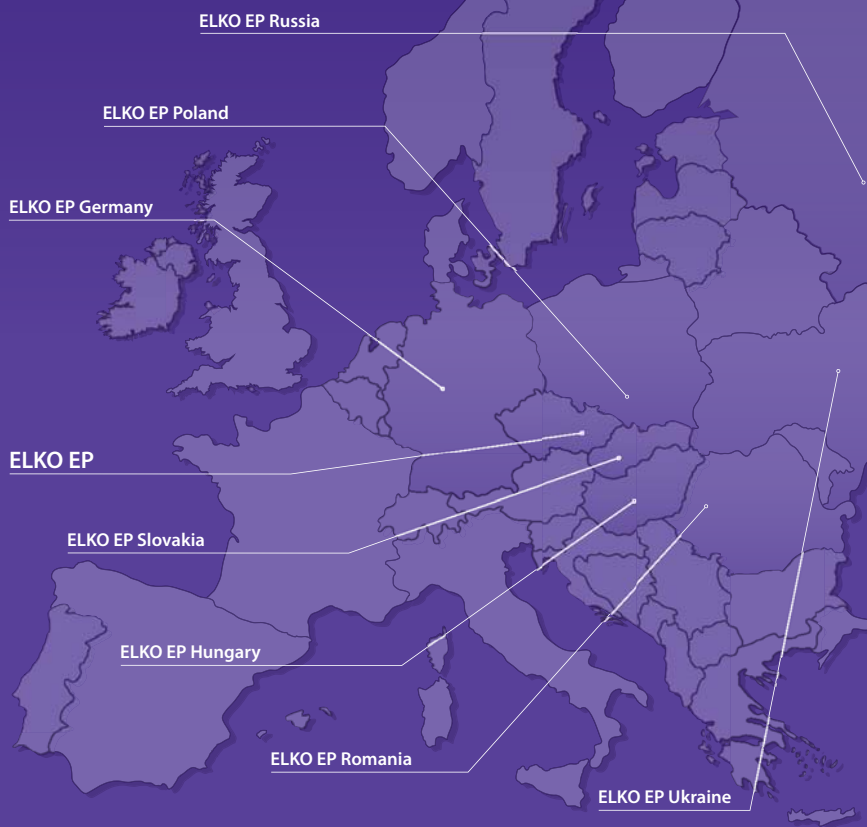 ELKO EP Russia
ELKO EP Poland
ELKO EP Germany
ELKO EP
ELKO EP Slovakia
ELKO EP Hungary
ELKO EP Romania
ELKO EP Ukraine